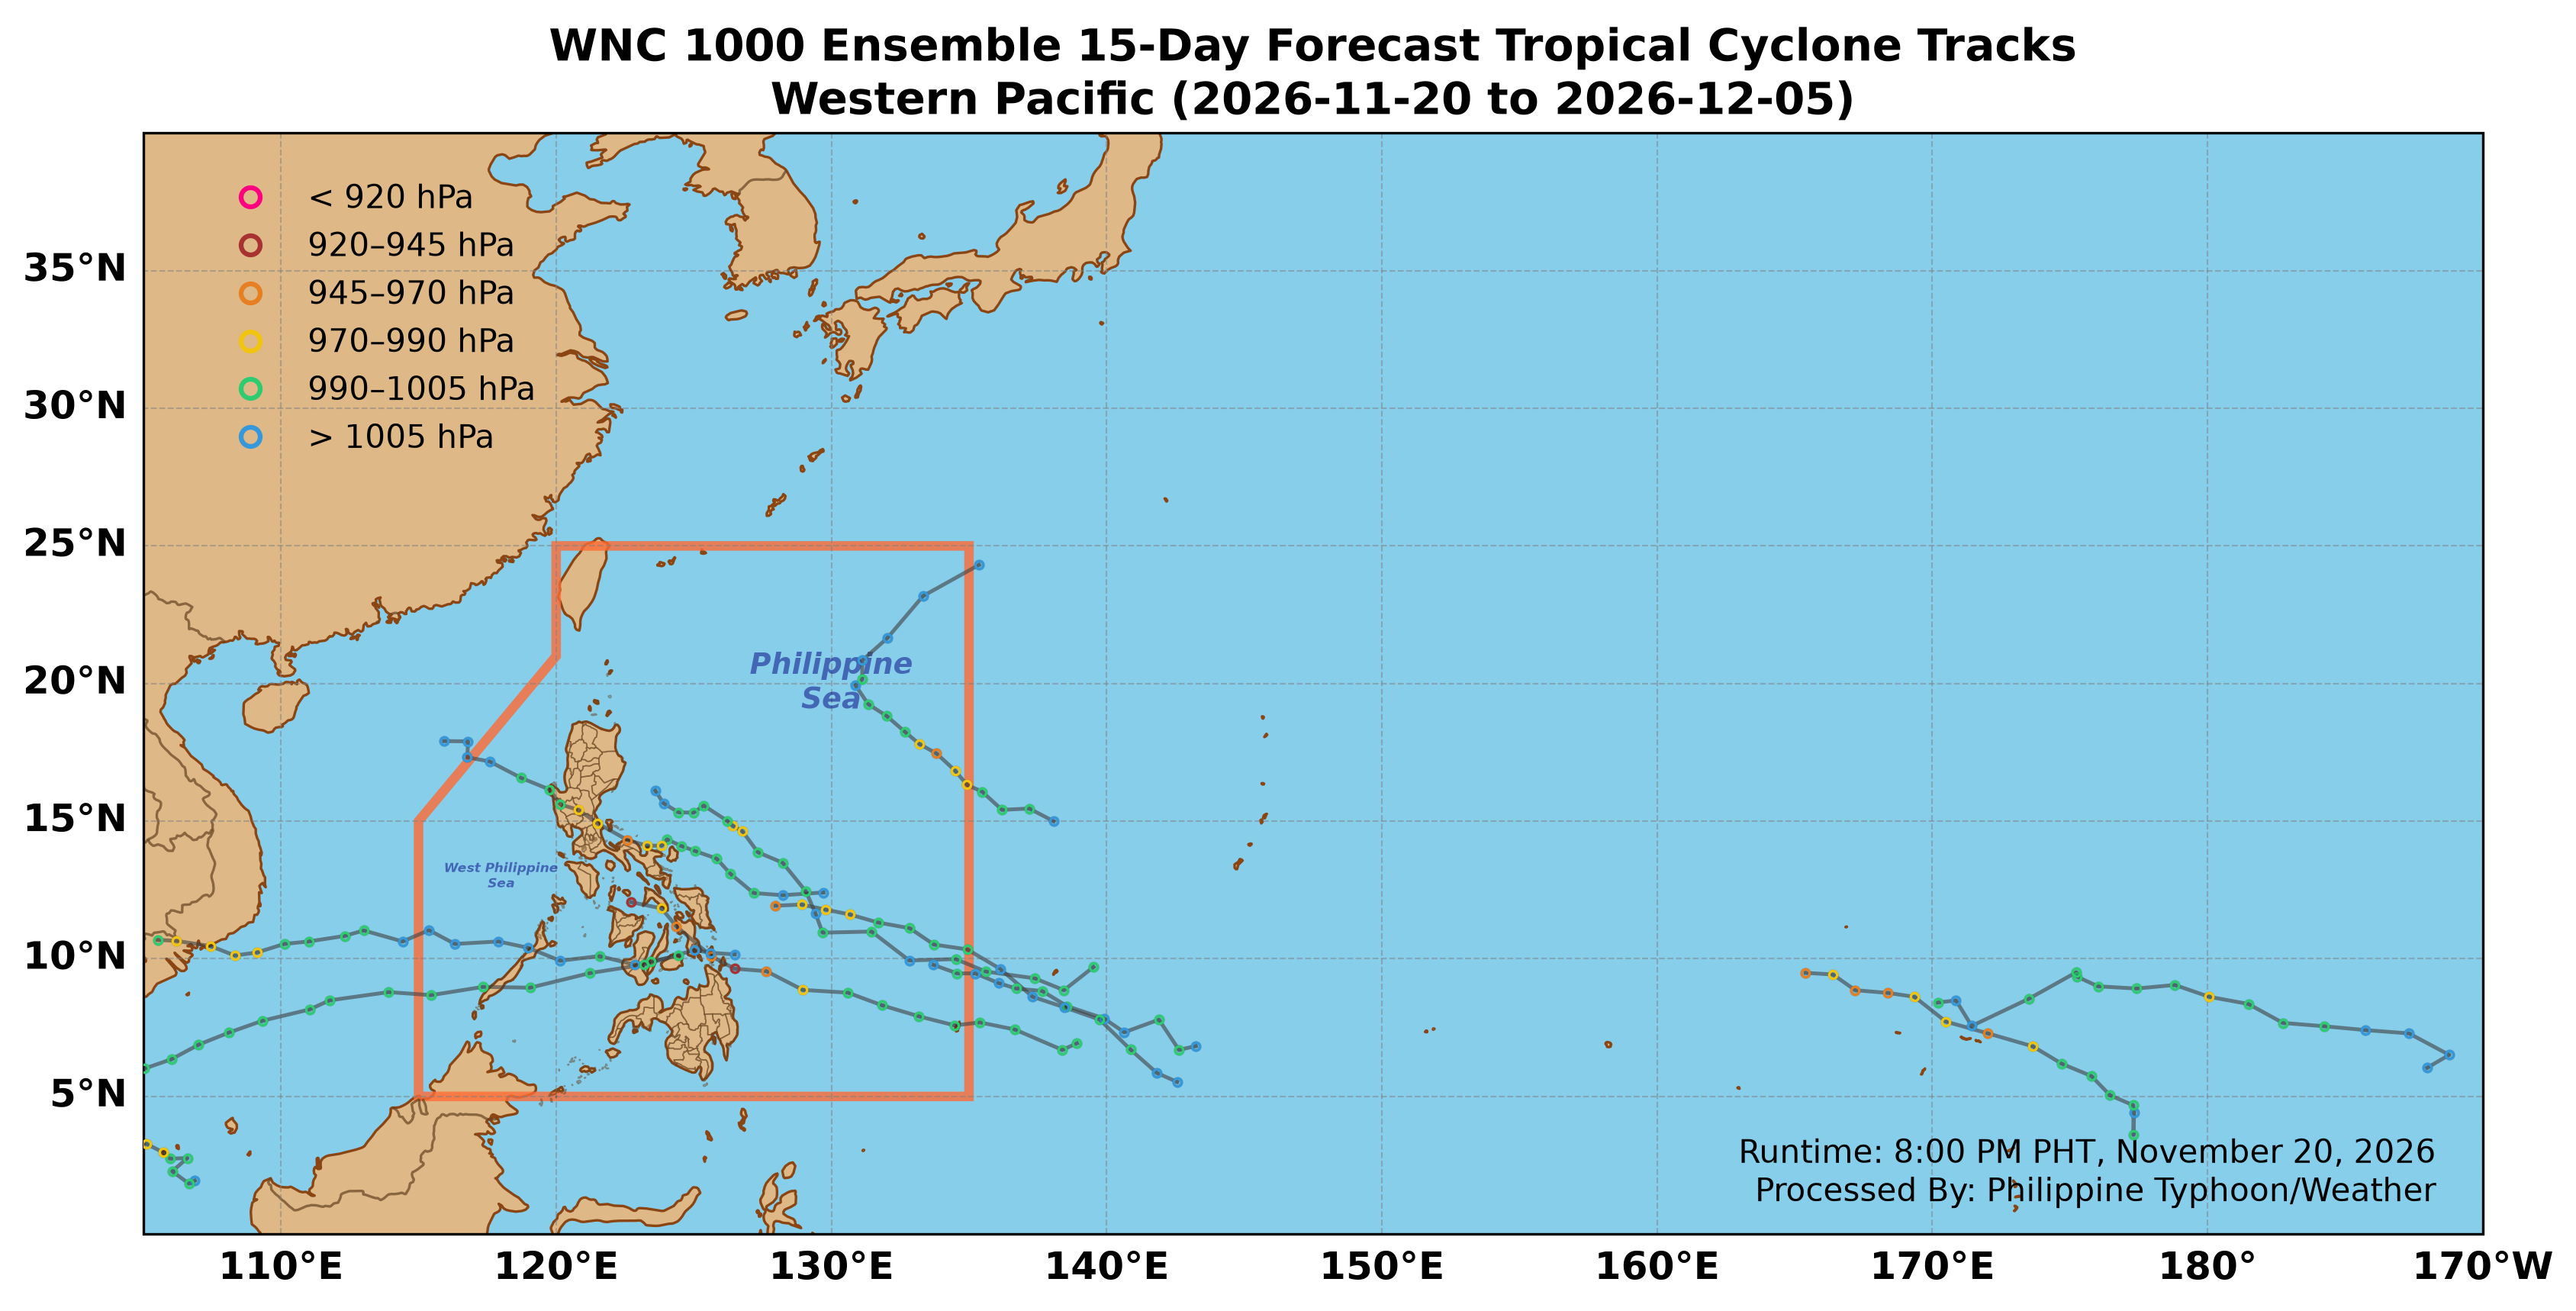 WNC 1000 Ensemble 15-Day Forecast Tropical Cyclone Tracks
Western Pacific (2026-11-20 to 2026-12-05)
< 920 hPa
920–945 hPa
945–970 hPa
970–990 hPa
990–1005 hPa
> 1005 hPa
35°N
30°N
25°N
20°N
15°N
10°N
5°N
Philippine
Sea
West Philippine
Sea
Runtime: 8:00 PM PHT, November 20, 2026
Processed By: Philippine Typhoon/Weather
110°E
120°E
130°E
140°E
150°E
160°E
170°E
180°
170°W